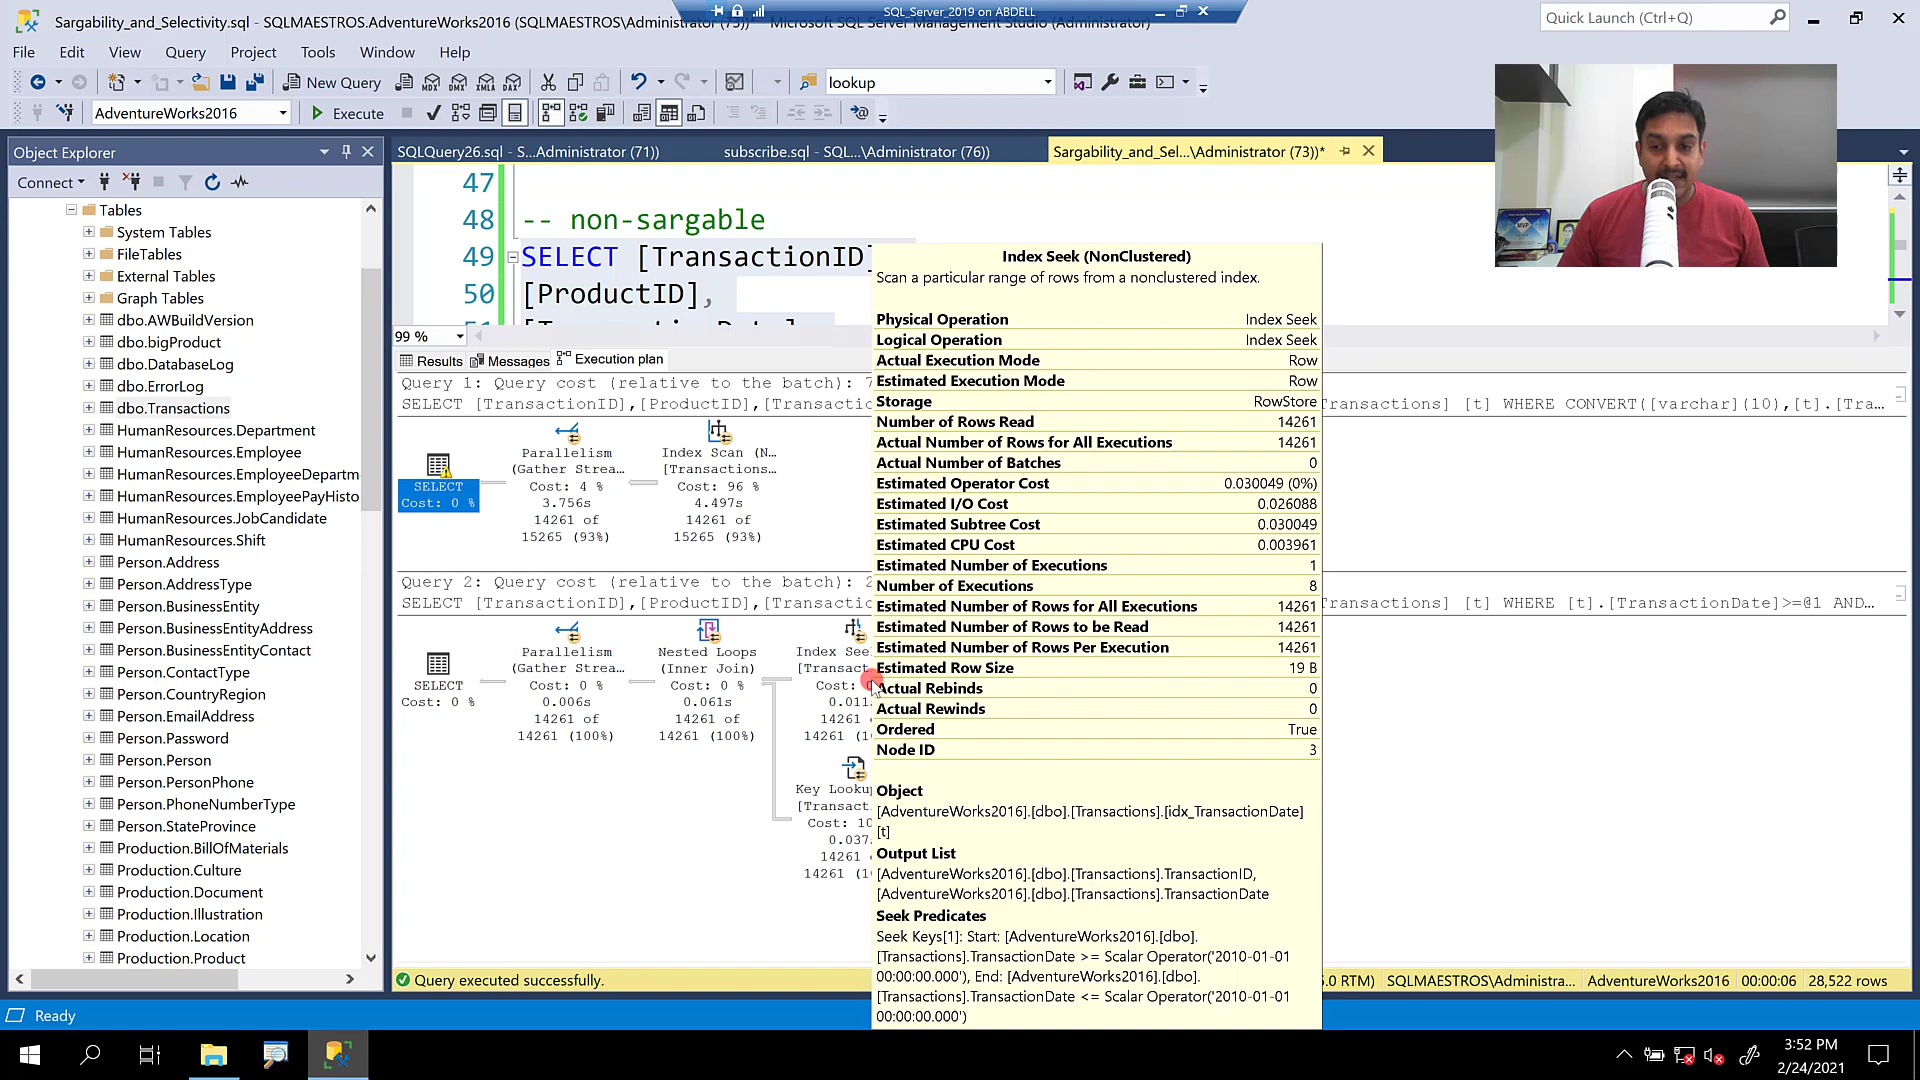 SQL_Server_2019 on ABDELL
Sargability_and_Selectivity.sql - SQLMAESTROS.AdventureWorks2016 (SQLMAESTROS\Administrator (73))* - Microsoft SQL Server Management Studio (Administrator)
Quick Launch (Ctrl+Q)
File Edit View Query Project Tools Window Help
New Query
MDX DMX XMLA DAX
lookup
AdventureWorks2016
Execute
Object Explorer
SQLQuery26.sql - S...Administrator (71))
subscribe.sql - SQL...\Administrator (76))
Sargability_and_Sel...\Administrator (73))*
Connect
Tables
System Tables
FileTables
External Tables
Graph Tables
dbo.AWBuildVersion
dbo.bigProduct
dbo.DatabaseLog
dbo.ErrorLog
dbo.Transactions
HumanResources.Department
HumanResources.Employee
HumanResources.EmployeeDepartm
HumanResources.EmployeePayHisto
HumanResources.JobCandidate
HumanResources.Shift
Person.Address
Person.AddressType
Person.BusinessEntity
Person.BusinessEntityAddress
Person.BusinessEntityContact
Person.ContactType
Person.CountryRegion
Person.EmailAddress
Person.Password
Person.Person
Person.PersonPhone
Person.PhoneNumberType
Person.StateProvince
Production.BillOfMaterials
Production.Culture
Production.Document
Production.Illustration
Production.Location
Production.Product
47
48 -- non-sargable
49 SELECT [TransactionID]
50 [ProductID],
99 %
Results Messages Execution plan
Query 1: Query cost (relative to the batch): 7
SELECT [TransactionID],[ProductID],[Transactio
ransactions] [t] WHERE CONVERT([varchar](10),[t].[Tra...
SELECT
Cost: 0 %
Parallelism
(Gather Strea...
Cost: 4 %
3.756s
14261 of
15265 (93%)
Index Scan (N...
[Transactions...
Cost: 96 %
4.497s
14261 of
15265 (93%)
Query 2: Query cost (relative to the batch): 2
SELECT [TransactionID],[ProductID],[Transactio
ransactions] [t] WHERE [t].[TransactionDate]>=@1 AND...
SELECT
Cost: 0 %
Parallelism
(Gather Strea...
Cost: 0 %
0.006s
14261 of
14261 (100%)
Nested Loops
(Inner Join)
Cost: 0 %
0.061s
14261 of
14261 (100%)
Index See
[Transact
Cost:
0.011
14261 o
14261 (1
Key Looku
[Transact
Cost: 10
0.037
14261 o
14261 (1
Index Seek (NonClustered)
Scan a particular range of rows from a nonclustered index.
Physical Operation Index Seek
Logical Operation Index Seek
Actual Execution Mode Row
Estimated Execution Mode Row
Storage RowStore
Number of Rows Read 14261
Actual Number of Rows for All Executions 14261
Actual Number of Batches 0
Estimated Operator Cost 0.030049 (0%)
Estimated I/O Cost 0.026088
Estimated Subtree Cost 0.030049
Estimated CPU Cost 0.003961
Estimated Number of Executions 1
Number of Executions 8
Estimated Number of Rows for All Executions 14261
Estimated Number of Rows to be Read 14261
Estimated Number of Rows Per Execution 14261
Estimated Row Size 19 B
Actual Rebinds 0
Actual Rewinds 0
Ordered True
Node ID 3
Object
[AdventureWorks2016].[dbo].[Transactions].[idx_TransactionDate]
[t]
Output List
[AdventureWorks2016].[dbo].[Transactions].TransactionID,
[AdventureWorks2016].[dbo].[Transactions].TransactionDate
Seek Predicates
Seek Keys[1]: Start: [AdventureWorks2016].[dbo].
[Transactions].TransactionDate >= Scalar Operator('2010-01-01
00:00:00.000'), End: [AdventureWorks2016].[dbo].
[Transactions].TransactionDate <= Scalar Operator('2010-01-01
00:00:00.000')
Query executed successfully.
.0 RTM) SQLMAESTROS\Administra... AdventureWorks2016 00:00:06 28,522 rows
Ready
3:52 PM
2/24/2021